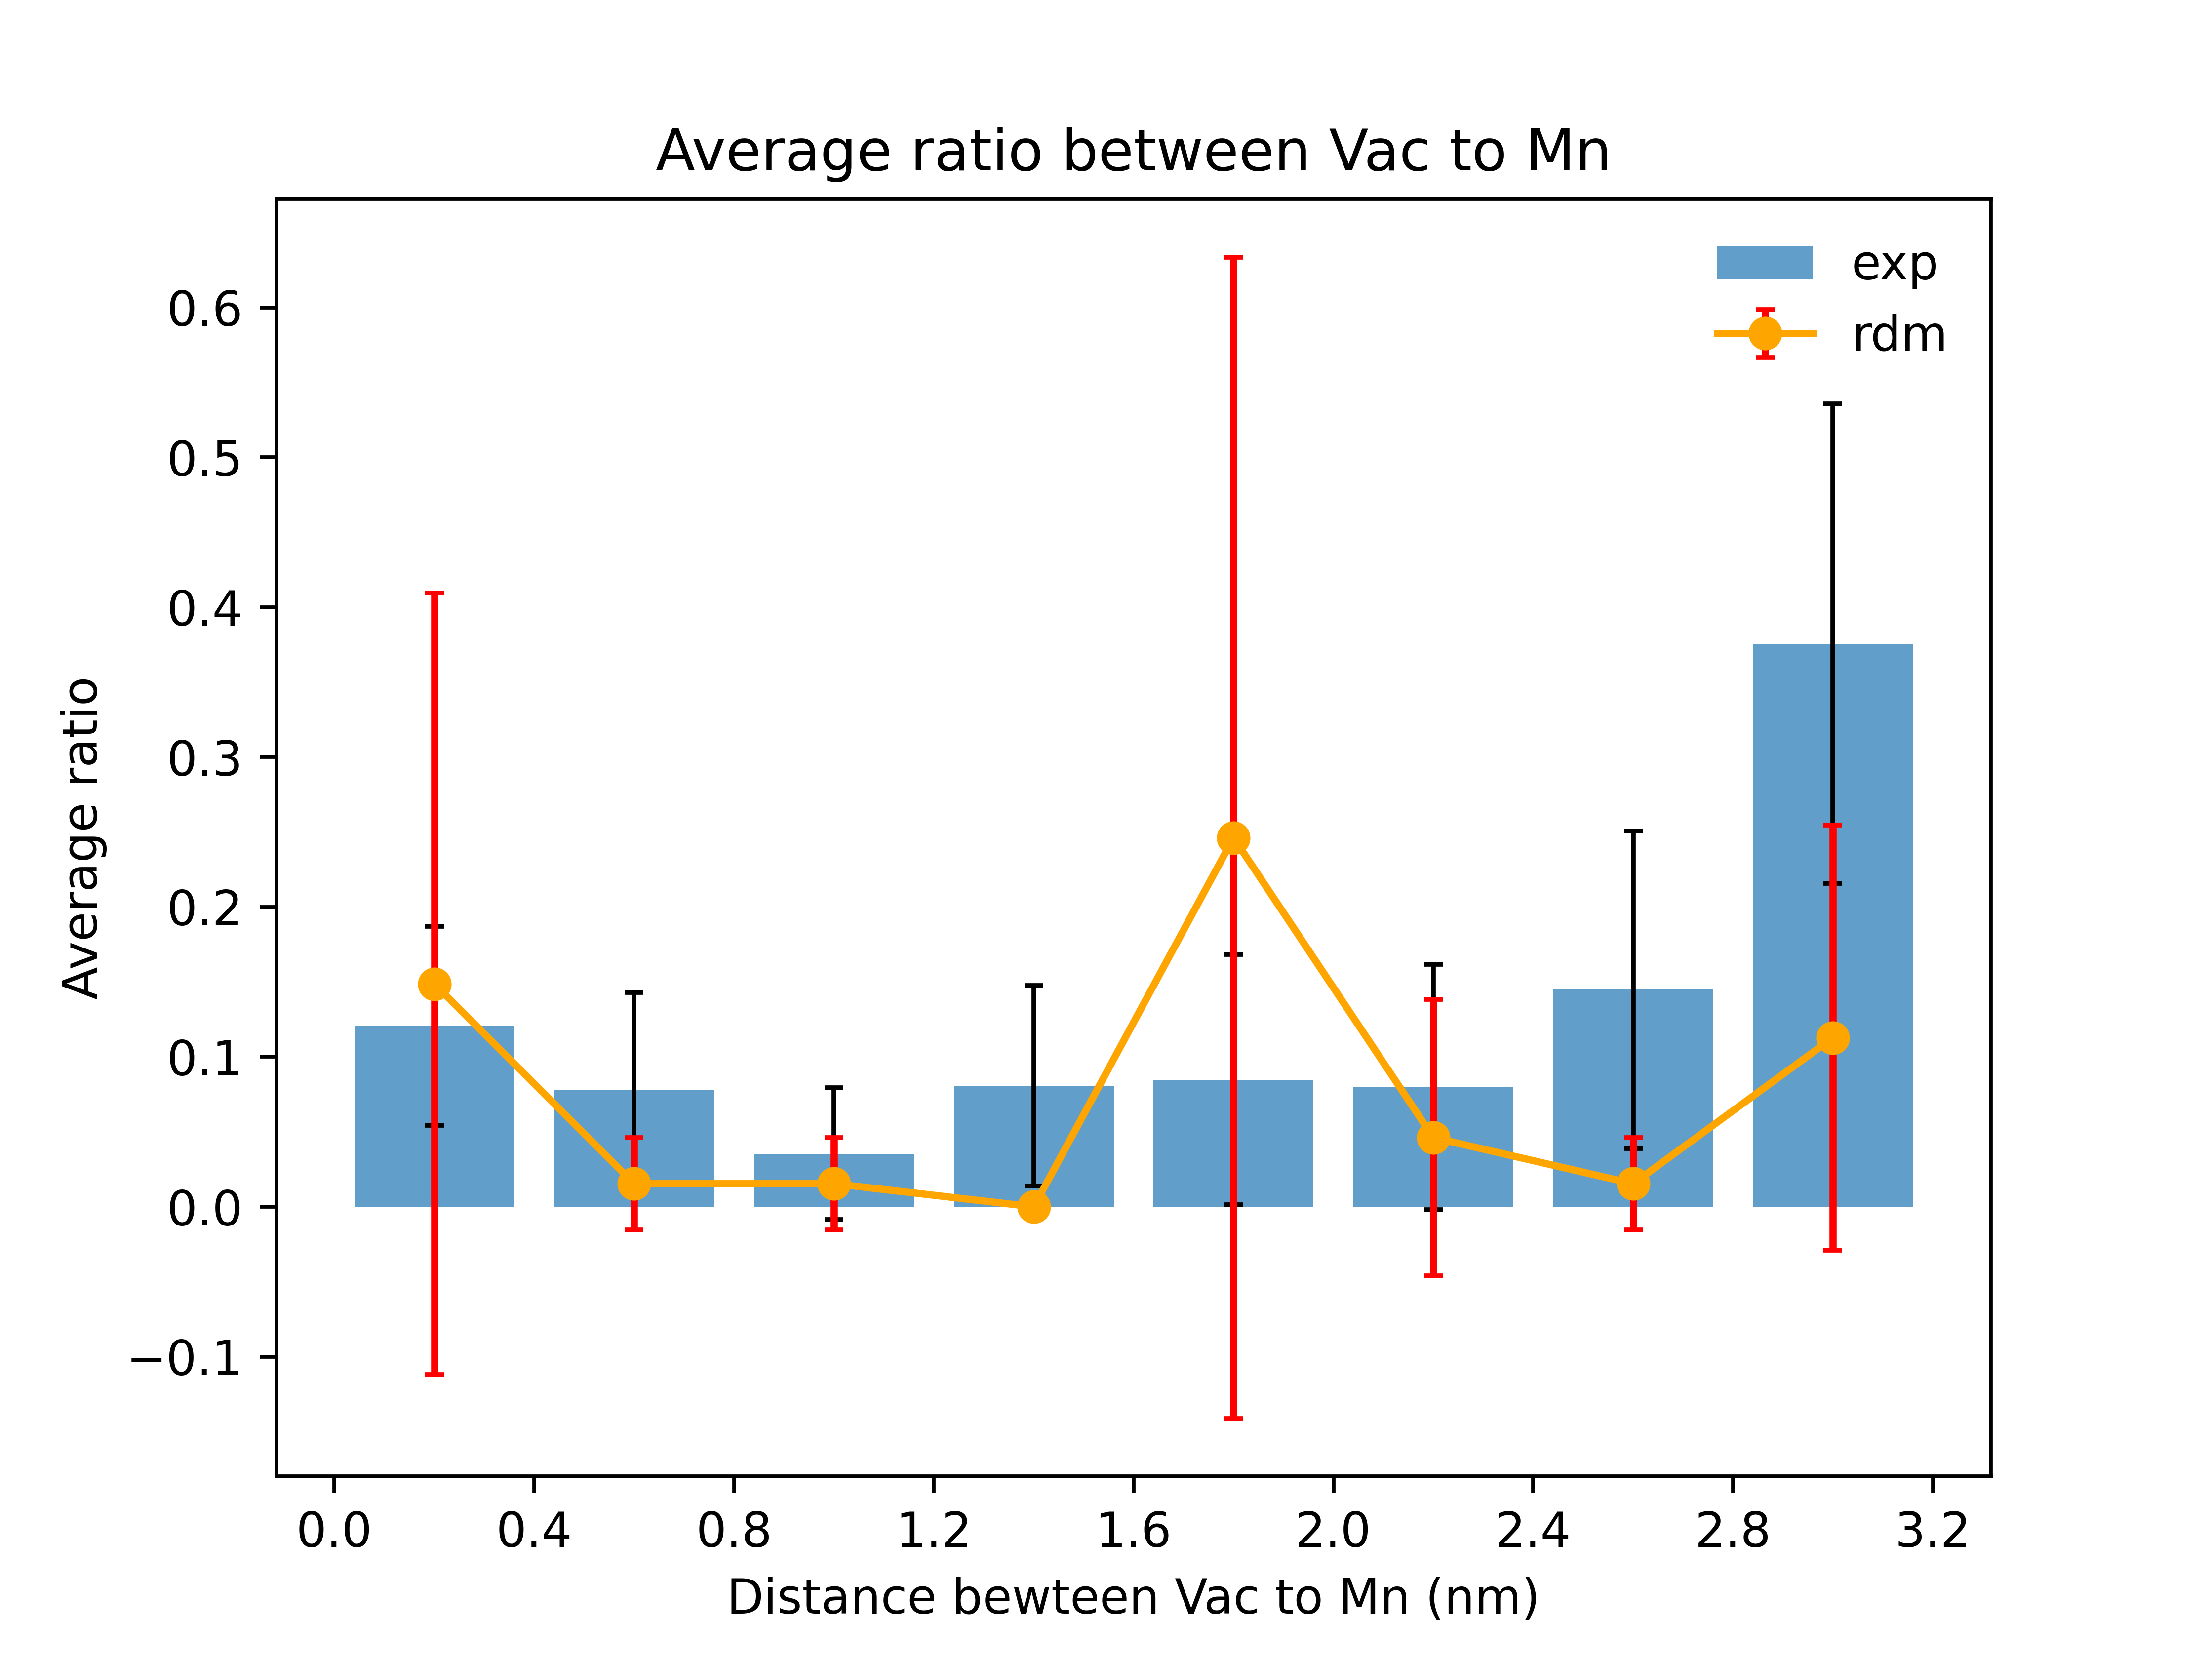 Average ratio between Vac to Mn
exp
rdm
0.6
0.5
0.4
0.3
0.2
0.1
0.0
−0.1
Average ratio
0.0 0.4 0.8 1.2 1.6 2.0 2.4 2.8 3.2
Distance bewteen Vac to Mn (nm)